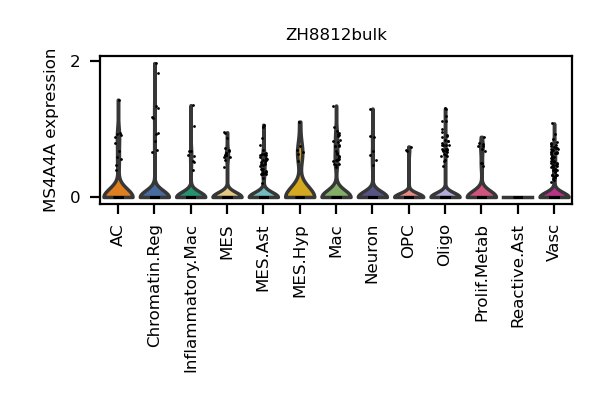 ZH8812bulk
MS4A4A expression
2
0
AC
Chromatin.Reg
Inflammatory.Mac
MES
MES.Ast
MES.Hyp
Mac
Neuron
OPC
Oligo
Prolif.Metab
Reactive.Ast
Vasc